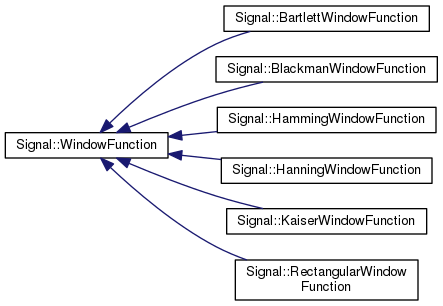 Signal::BartlettWindowFunction
Signal::BlackmanWindowFunction
Signal::HammingWindowFunction
Signal::WindowFunction
Signal::HanningWindowFunction
Signal::KaiserWindowFunction
Signal::RectangularWindow
Function